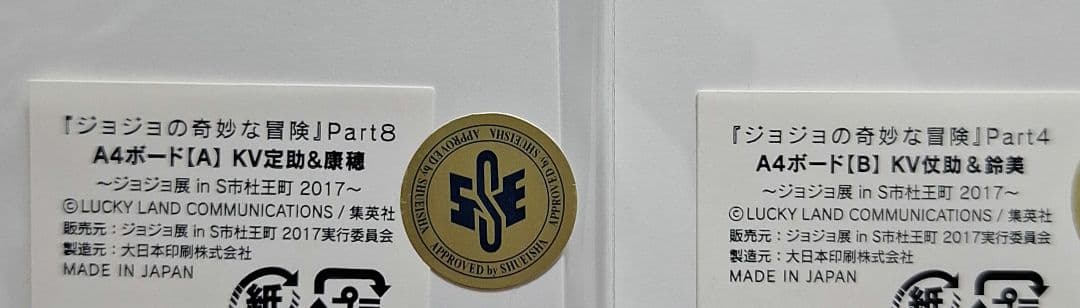 『ジョジョの奇妙な冒険』Part8
A4ボード【A】 KV定助&康穂
〜ジョジョ展 in S市杜王町 2017〜
©LUCKY LAND COMMUNICATIONS / 集英社
販売元：ジョジョ展 in S市杜王町 2017実行委員会
製造元：大日本印刷株式会社
MADE IN JAPAN
紙
プラ
APPROVED by SHUEISHA
APPROVED by SHUEISHA
APPROVED by SHUEISHA
SSE
『ジョジョの奇妙な冒険』Part4
A4ボード【B】 KV仗助&鈴美
〜ジョジョ展 in S市杜王町 2017〜
©LUCKY LAND COMMUNICATIONS / 集英社
販売元：ジョジョ展 in S市杜王町 2017実行委員会
製造元：大日本印刷株式会社
MADE IN JAPAN
紙
プラ